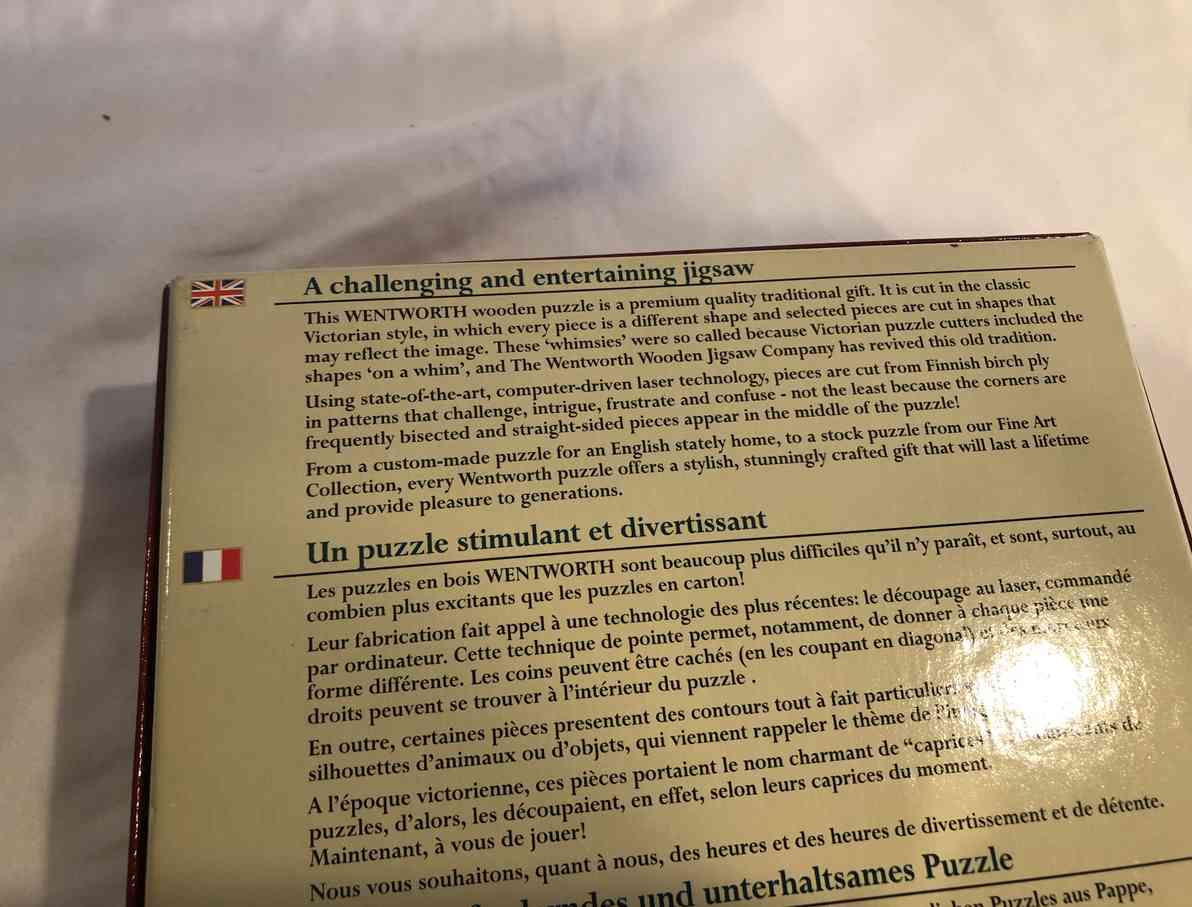 A challenging and entertaining jigsaw
This WENTWORTH wooden puzzle is a premium quality traditional gift. It is cut in the classic
Victorian style, in which every piece is a different shape and selected pieces are cut in shapes that
may reflect the image. These ‘whimsies’ were so called because Victorian puzzle cutters included the
shapes ‘on a whim’, and The Wentworth Wooden Jigsaw Company has revived this old tradition.
Using state-of-the-art, computer-driven laser technology, pieces are cut from Finnish birch ply
in patterns that challenge, intrigue, frustrate and confuse - not the least because the corners are
frequently bisected and straight-sided pieces appear in the middle of the puzzle!
From a custom-made puzzle for an English stately home, to a stock puzzle from our Fine Art
Collection, every Wentworth puzzle offers a stylish, stunningly crafted gift that will last a lifetime
and provide pleasure to generations.
Un puzzle stimulant et divertissant
Les puzzles en bois WENTWORTH sont beaucoup plus difficiles qu’il n’y paraît, et sont, surtout, au
combien plus excitants que les puzzles en carton!
Leur fabrication fait appel à une technologie des plus récentes: le découpage au laser, commandé
par ordinateur. Cette technique de pointe permet, notamment, de donner à chaque pièce une
forme différente. Les coins peuvent être cachés (en les coupant en diagonal) et
droits peuvent se trouver à l’intérieur du puzzle .
En outre, certaines pièces presentent des contours tout à fait
silhouettes d’animaux ou d’objets, qui viennent rappeler le thème de
A l’époque victorienne, ces pièces portaient le nom charmant de de
puzzles, d’alors, les découpaient, en effet, selon leurs caprices du moment.
Maintenant, à vous de jouer!
Nous vous souhaitons, quant à nous, des heures et des heures de divertissement et de détente.
und unterhaltsames Puzzle
Puzzles aus Pappe,